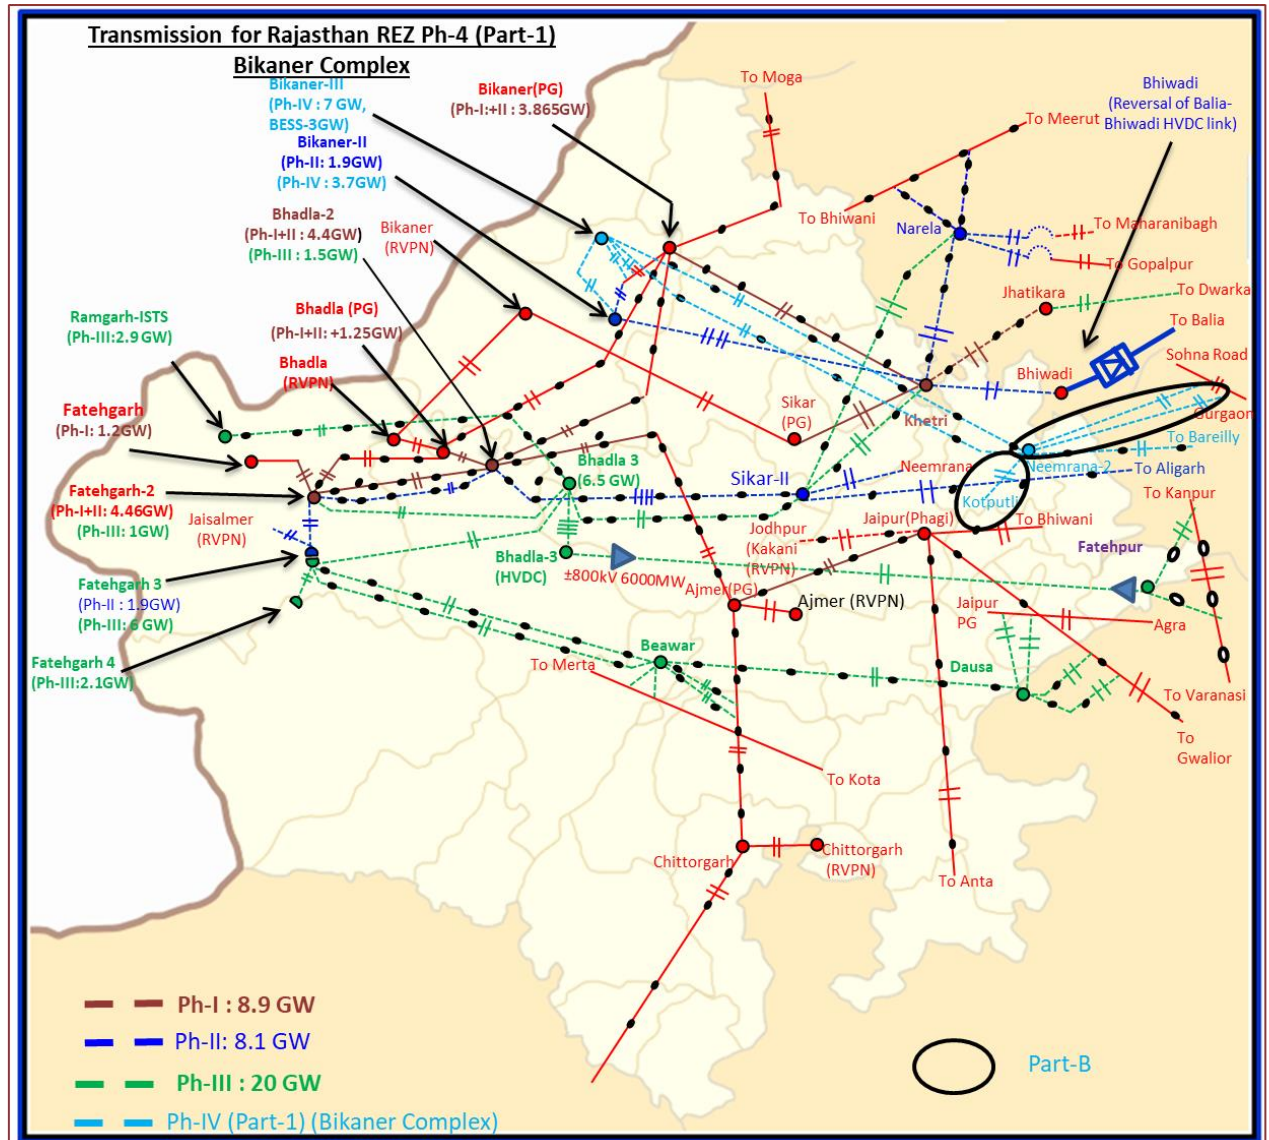 Transmission for Rajasthan REZ Ph-4 (Part-1)
Bikaner Complex
Bikaner-III
(Ph-IV : 7 GW,
BESS-3GW)
Bikaner-II
(Ph-II: 1.9GW)
(Ph-IV : 3.7GW)
Bikaner(PG)
(Ph-I:+II : 3.865GW)
To Moga
Bhiwadi
(Reversal of Balia-
Bhiwadi HVDC link)
To Meerut
To Bhiwani
Narela
To Maharanibagh
To Gopalpur
Bhadla-2
(Ph-I+II : 4.4GW)
(Ph-III : 1.5GW)
Bikaner
(RVPN)
Jhatikara
To Dwarka
To Balia
Ramgarh-ISTS
(Ph-III:2.9 GW)
Bhadla (PG)
(Ph-I+II: +1.25GW)
Bhadla
(RVPN)
Sohna Road
Bhiwadi
Gurgaon
Fatehgarh
(Ph-I: 1.2GW)
Sikar
(PG)
Khetri
To Bareilly
Neemrana-2
To Aligarh
Bhadla 3
(6.5 GW)
Sikar-II
Neemrana
Kotputli
To Kanpur
Fatehgarh-2
(Ph-I+II: 4.46GW)
(Ph-III: 1GW)
Jaisalmer
(RVPN)
Jodhpur
(Kakani
(RVPN)
Jaipur(Phagi)
To Bhiwani
Fatehpur
Bhadla-3
(HVDC)
±800kV 6000MW
Ajmer(PG)
Ajmer (RVPN)
Fatehgarh 3
(Ph-II : 1.9GW)
(Ph-III: 6 GW)
Jaipur
PG
Agra
Fatehgarh 4
(Ph-III:2.1GW)
Beawar
To Merta
Dausa
To Varanasi
To
Gwalior
To Kota
Chittorgarh
Chittorgarh
(RVPN)
To Anta
Ph-I : 8.9 GW
Ph-II: 8.1 GW
Ph-III : 20 GW
Ph-IV (Part-1) (Bikaner Complex)
Part-B